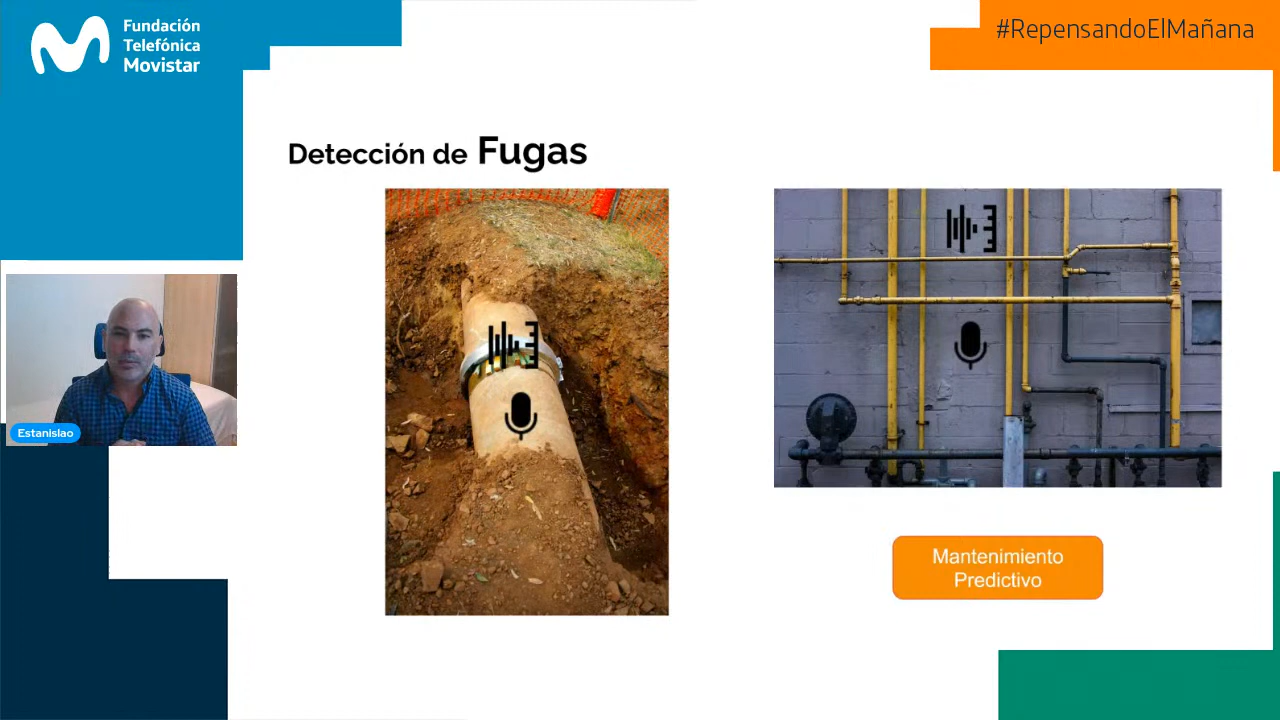 Fundación
Telefónica
Movistar
#RepensandoElMañana
Detección de Fugas
Estanislao
Mantenimiento
Predictivo